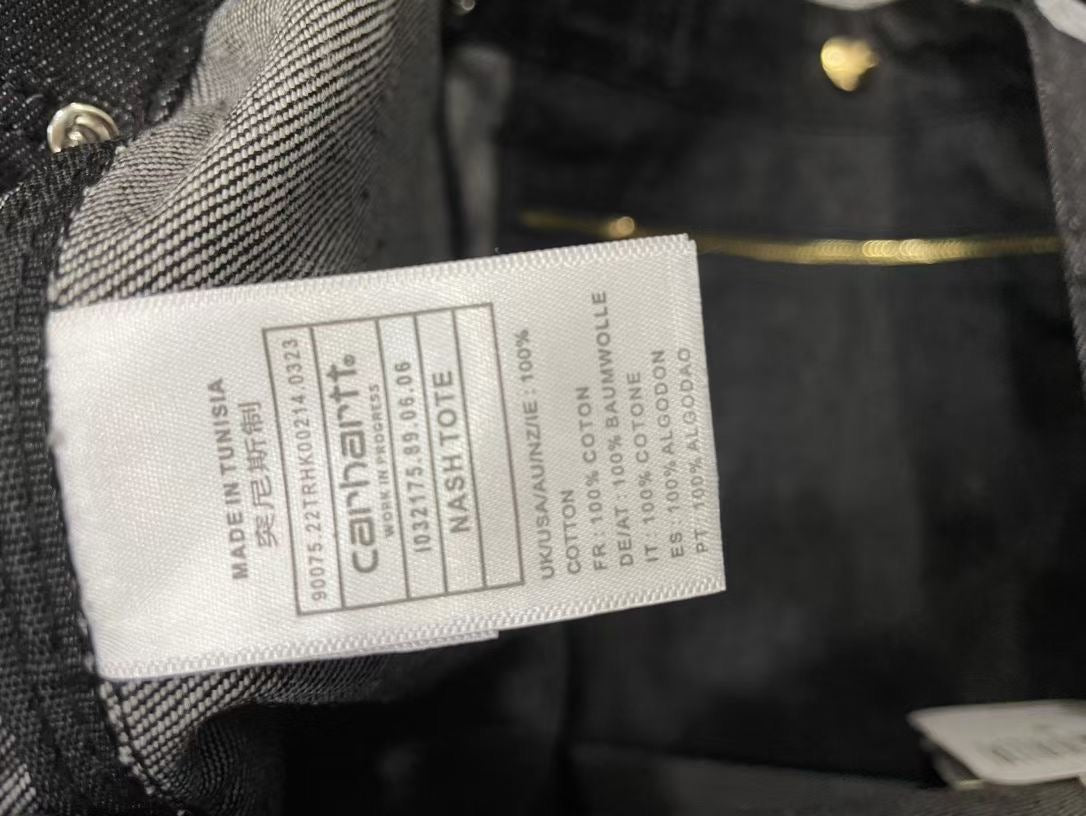 MADE IN TUNISIA
突尼斯制
90075.22TRHK00214.0323
carhartt®
WORK IN PROGRESS
I032175.89.06.06
NASH TOTE
UK/USA/AU/NZ/IE : 100%
COTTON
FR : 100% COTON
DE/AT : 100% BAUMWOLLE
IT : 100% COTONE
ES : 100% ALGODON
PT : 100% ALGODAO